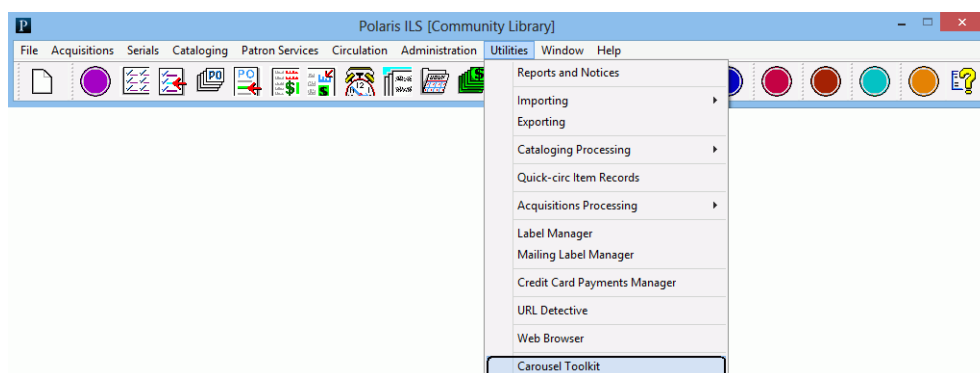 Polaris ILS [Community Library]
File Acquisitions Serials Cataloging Patron Services Circulation Administration Utilities Window Help
Reports and Notices
Importing
Exporting
Cataloging Processing
Quick-circ Item Records
Acquisitions Processing
Label Manager
Mailing Label Manager
Credit Card Payments Manager
URL Detective
Web Browser
Carousel Toolkit